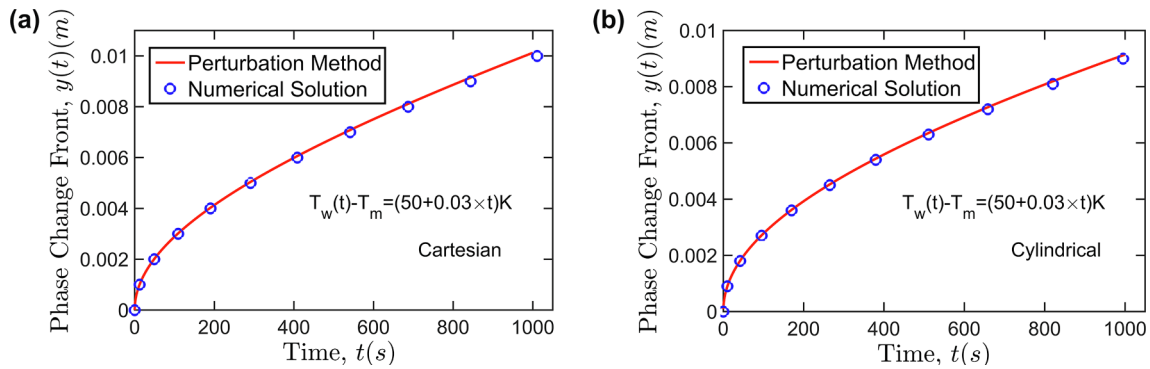 (a)
Phase Change Front, y(t)(m)
0.01
0.008
0.006
0.004
0.002
0
Perturbation Method
Numerical Solution
T_w(t)-T_m=(50+0.03×t)K
Cartesian
0 200 400 600 800 1000
Time, t(s)
(b)
Phase Change Front, y(t)(m)
0.01
0.008
0.006
0.004
0.002
0
Perturbation Method
Numerical Solution
T_w(t)-T_m=(50+0.03×t)K
Cylindrical
0 200 400 600 800 1000
Time, t(s)